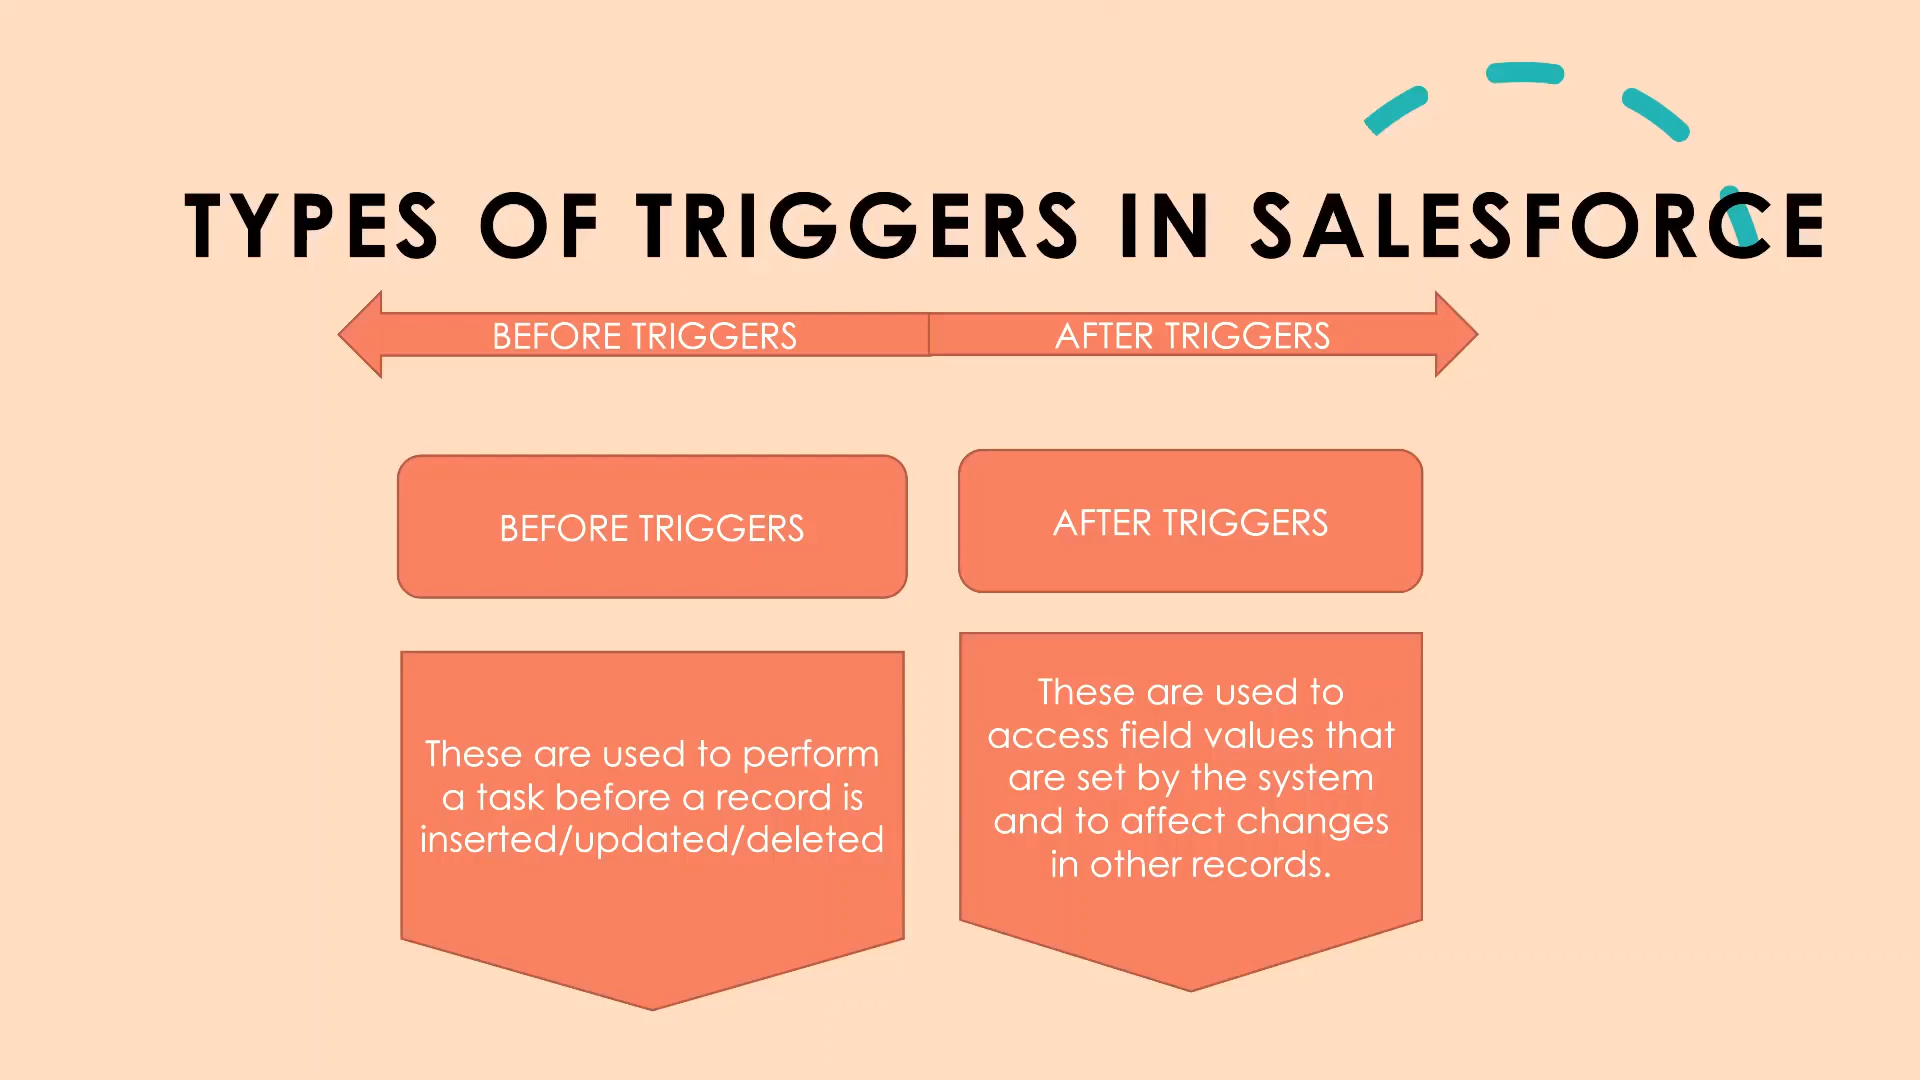 TYPES OF TRIGGERS IN SALESFORCE
BEFORE TRIGGERS
AFTER TRIGGERS
BEFORE TRIGGERS
AFTER TRIGGERS
These are used to perform
a task before a record is
inserted/updated/deleted
These are used to
access field values that
are set by the system
and to affect changes
in other records.